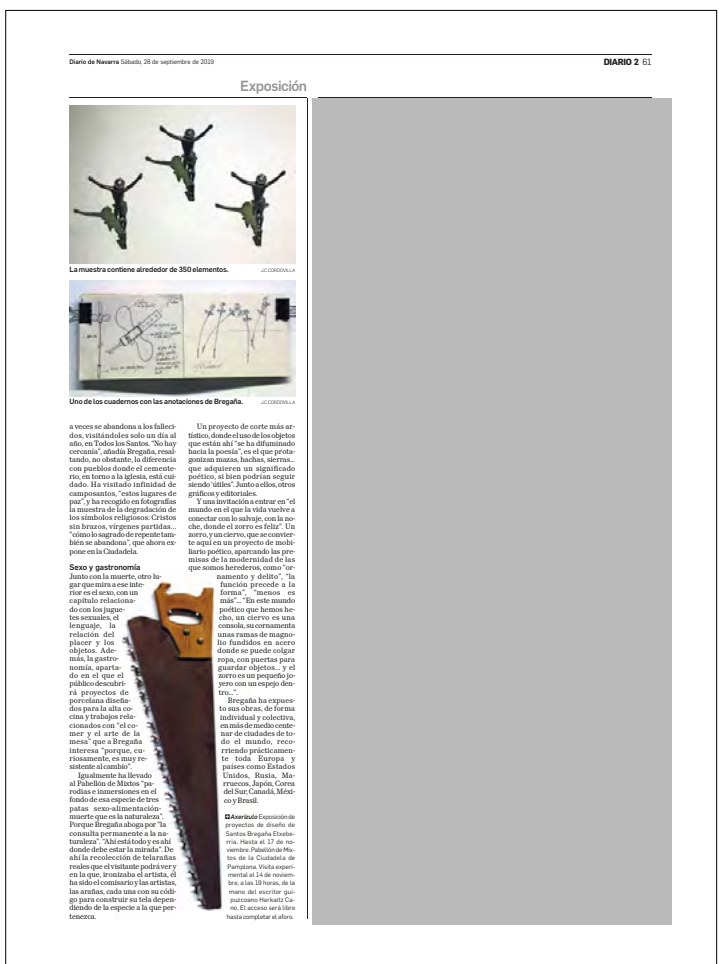 Diario de Navarra Sábado, 28 de septiembre de 2019
DIARIO 2 61
Exposición
La muestra contiene alrededor de 350 elementos.
J.C.CORDOVILLA
Uno de los cuadernos con las anotaciones de Bregaña.
J.C.CORDOVILLA
a veces se abandona a los falleci-
dos, visitándoles solo un día al
año, en Todos los Santos. “No hay
cercanía”, añadía Bregaña, resal-
tando, no obstante, la diferencia
con pueblos donde el cemente-
rio, en torno a la iglesia, está cui-
dado. Ha visitado infinidad de
camposantos, “estos lugares de
paz”, y ha recogido en fotografías
la muestra de la degradación de
los símbolos religiosos: Cristos
sin brazos, vírgenes partidas...
“cómo lo sagrado de repente tam-
bién se abandona”, que ahora ex-
pone en la Ciudadela.
Sexo y gastronomía
Junto con la muerte, otro lu-
gar que mira a ese inte-
rior es el sexo, con un
capítulo relaciona-
do con los jugue-
tes sexuales, el
lenguaje, la
relación del
placer y los
objetos. Ade-
más, la gastro-
nomía, aparta-
do en el que el
público descubri-
rá proyectos de
porcelana diseña-
dos para la alta co-
cina y trabajos rela-
cionados con “el co-
mer y el arte de la
mesa” que a Bregaña
interesa “porque, cu-
riosamente, es muy re-
sistente al cambio”.
Igualmente ha llevado
al Pabellón de Mixtos “pa-
rodias e inmersiones en el
fondo de esa especie de tres
patas sexo-alimentación-
muerte que es la naturaleza”.
Porque Bregaña aboga por “la
consulta permanente a la na-
turaleza”. “Ahí está todo y es ahí
donde debe estar la mirada”. De
ahí la recolección de telarañas
reales que el visitante podrá ver y
en la que, ironizaba el artista, él
ha sido el comisario y las artistas,
las arañas, cada una con su códi-
go para construir su tela depen-
diendo de la especie a la que per-
tenezca.
Un proyecto de corte más ar-
tístico, donde el uso de los objetos
que están ahí “se ha difuminado
hacia la poesía”, es el que prota-
gonizan mazas, hachas, sierras...
que adquieren un significado
poético, si bien podrían seguir
siendo ‘útiles’. Junto a ellos, otros
gráficos y editoriales.
Y una invitación a entrar en “el
mundo en el que la vida vuelve a
conectar con lo salvaje, con la no-
che, donde el zorro es feliz”. Un
zorro, y un ciervo, que se convier-
te aquí en un proyecto de mobi-
liario poético, aparcando las pre-
misas de la modernidad de las
que somos herederos, como “or-
namento y delito”, “la
función precede a la
forma”, “menos es
más”... “En este mundo
poético que hemos he-
cho, un ciervo es una
consola, su cornamenta
unas ramas de magno-
lio fundidos en acero
donde se puede colgar
ropa, con puertas para
guardar objetos... y el
zorro es un pequeño jo-
yero con un espejo den-
tro...”.
Bregaña ha expues-
to sus obras, de forma
individual y colectiva,
en más de medio cente-
nar de ciudades de to-
do el mundo, reco-
rriendo prácticamen-
te toda Europa y
países como Estados
Unidos, Rusia, Ma-
rruecos, Japón, Corea
del Sur, Canadá, Méxi-
co y Brasil.
Axerizulo Exposición de
proyectos de diseño de
Santos Bregaña Etxebe-
rria. Hasta el 17 de no-
viembre. Pabellón de Mix-
tos de la Ciudadela de
Pamplona. Visita experi-
mental el 14 de noviem-
bre, a las 19 horas, de la
mano del escritor gui-
puzcoano Harkaitz Ca-
no. El acceso será libre
hasta completar el aforo.